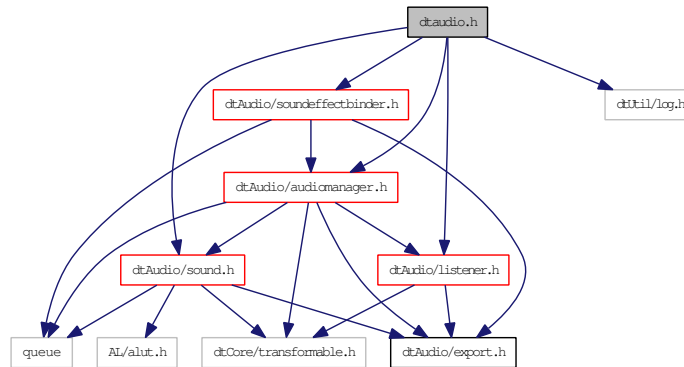 dtaudio.h
dtAudio/soundeffectbinder.h
dtUtil/log.h
dtAudio/audiomanager.h
dtAudio/sound.h
dtAudio/listener.h
queue
AL/alut.h
dtCore/transformable.h
dtAudio/export.h